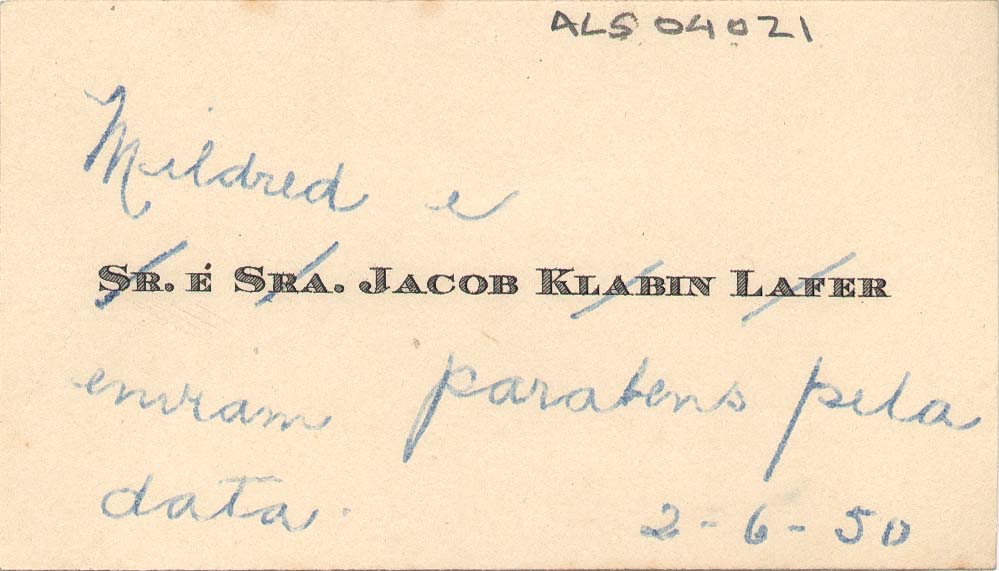 ALS 04021
Mildred e
SR. É SRA. JACOB KLABIN LAFER
enviam parabens pela
data.
2-6-50